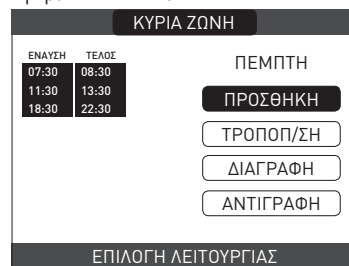 ΚΥΡΙΑ ΖΩΝΗ
ΕΝΑΥΣΗ ΤΕΛΟΣ
07:30 08:30
11:30 13:30
18:30 22:30
ΠΕΜΠΤΗ
ΠΡΟΣΘΗΚΗ
ΤΡΟΠΟΠ/ΣΗ
ΔΙΑΓΡΑΦΗ
ΑΝΤΙΓΡΑΦΗ
ΕΠΙΛΟΓΗ ΛΕΙΤΟΥΡΓΙΑΣ